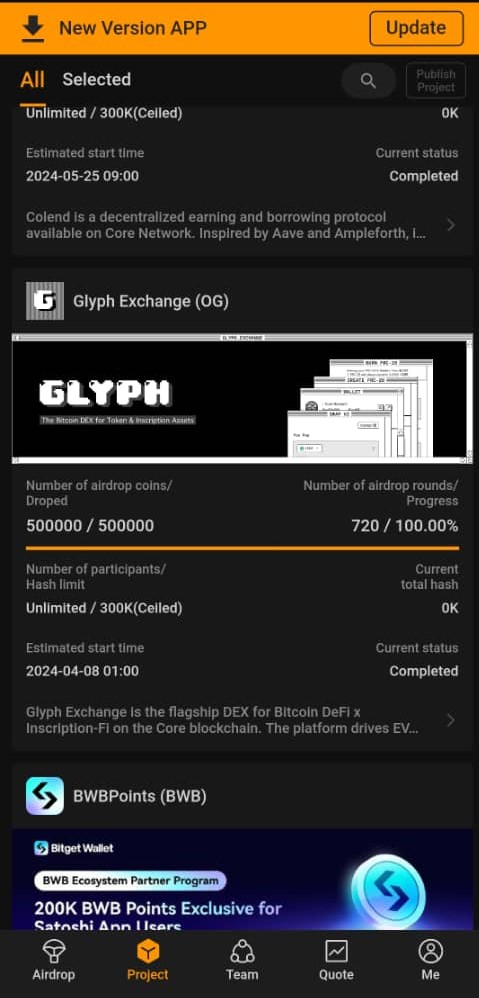 New Version APP
Update
All
Selected
Publish
Project
Unlimited / 300K(Ceiled)
0K
Estimated start time
Current status
2024-05-25 09:00
Completed
Colend is a decentralized earning and borrowing protocol
available on Core Network. Inspired by Aave and Ampleforth, i...
Glyph Exchange (OG)
GLYPH EXCHANGE
GLYPH
The Bitcoin DEX for Token & Inscription Assets
BURN PRC-20
CREATE PRC-20
WALLET
SWAP V2
You Pay
Number of airdrop coins/
Droped
Number of airdrop rounds/
Progress
500000 / 500000
720 / 100.00%
Number of participants/
Hash limit
Current
total hash
Unlimited / 300K(Ceiled)
0K
Estimated start time
Current status
2024-04-08 01:00
Completed
Glyph Exchange is the flagship DEX for Bitcoin DeFi x
Inscription-Fi on the Core blockchain. The platform drives EV...
BWBPoints (BWB)
Bitget Wallet
BWB Ecosystem Partner Program
200K BWB Points Exclusive for
Satoshi App Users
Airdrop
Project
Team
Quote
Me